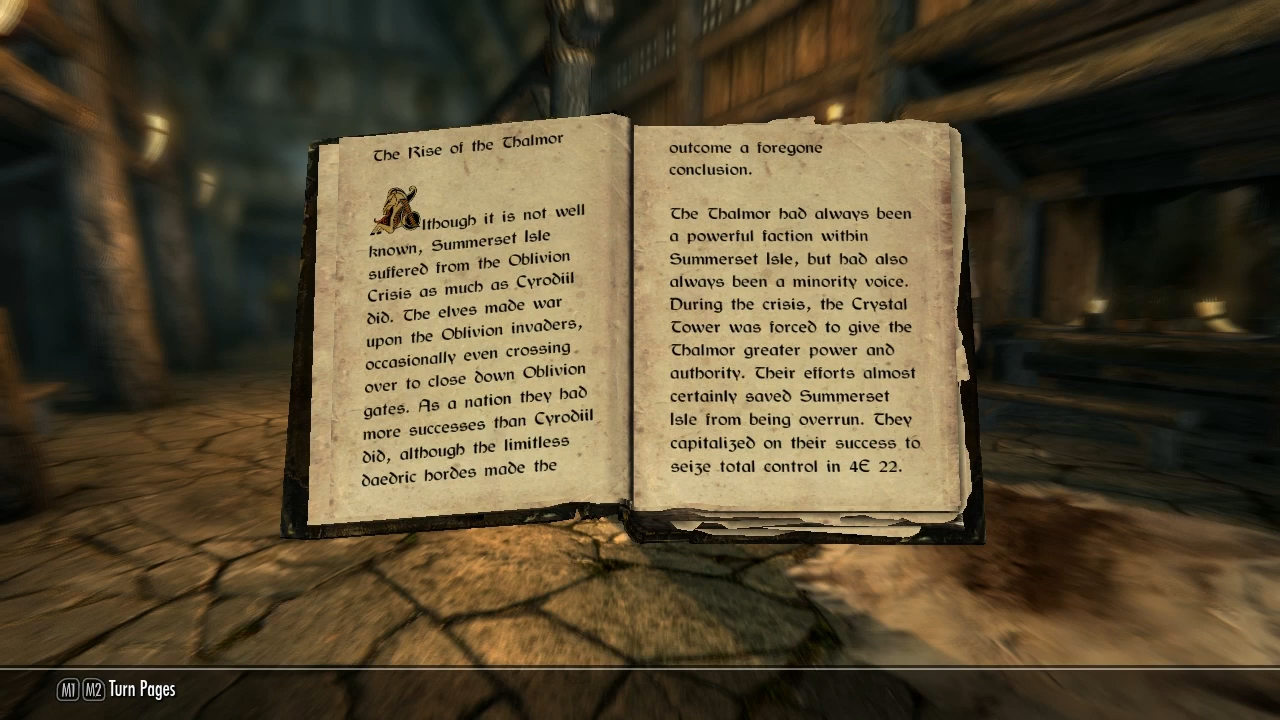 The Rise of the Thalmor
Although it is not well
known, Summerset Isle
suffered from the Oblivion
Crisis as much as Cyrodiil
did. The elves made war
upon the Oblivion invaders,
occasionally even crossing
over to close down Oblivion
gates. As a nation they had
more successes than Cyrodiil
did, although the limitless
daedric hordes made the
outcome a foregone
conclusion.
The Thalmor had always been
a powerful faction within
Summerset Isle, but had also
always been a minority voice.
During the crisis, the Crystal
Tower was forced to give the
Thalmor greater power and
authority. Their efforts almost
certainly saved Summerset
Isle from being overrun. They
capitalized on their success to
seize total control in 4E 22.
M1 M2 Turn Pages